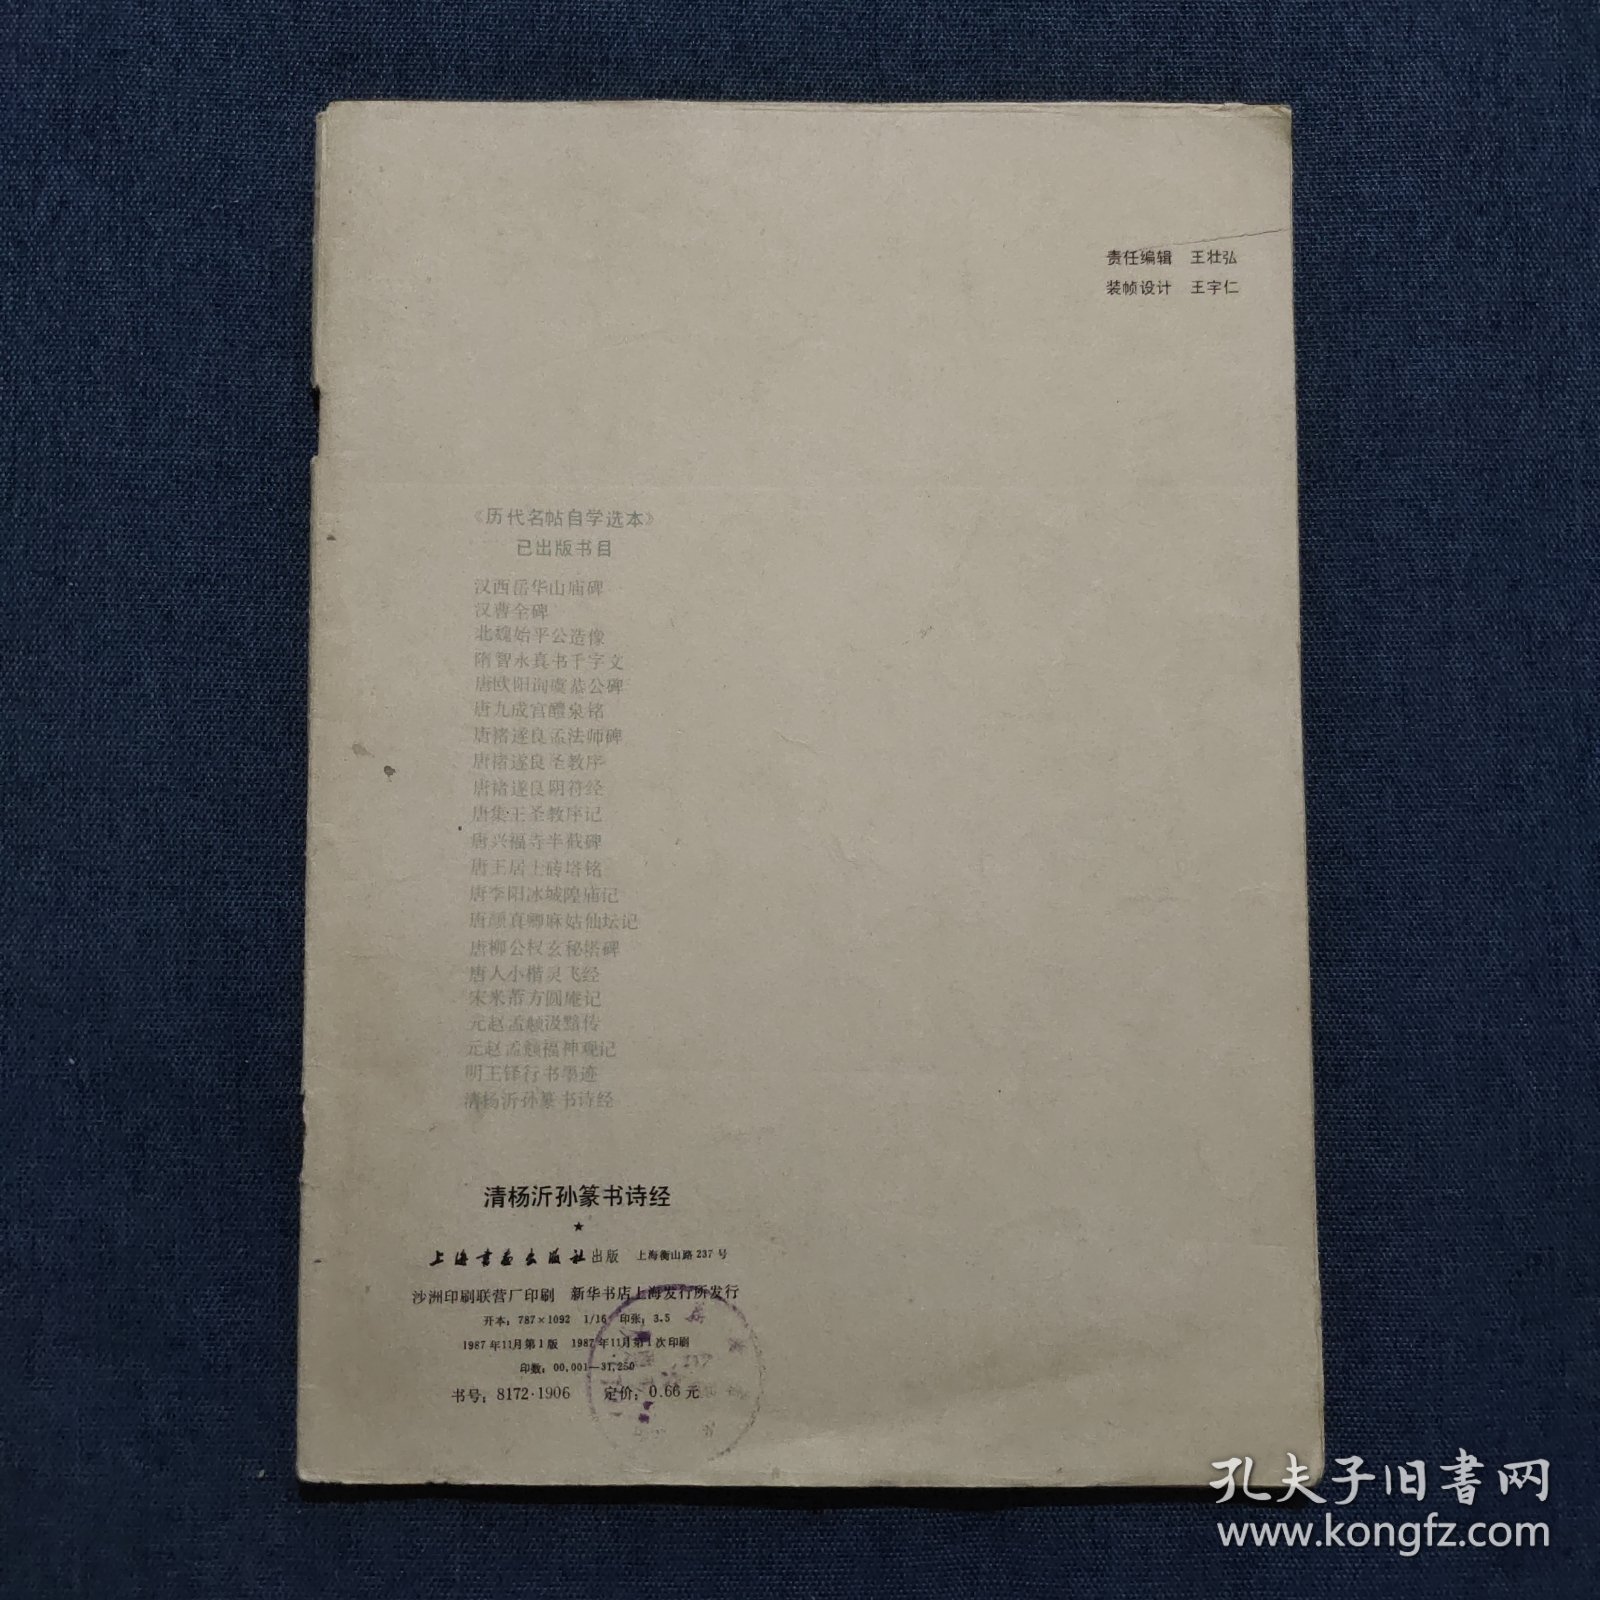 责任编辑　王壮弘
装帧设计　王宇仁
《历代名帖自学选本》
已出版书目
汉西岳华山庙碑
汉曹全碑
北魏始平公造像
隋智永真书千字文
唐欧阳询虞恭公碑
唐九成宫醴泉铭
唐褚遂良孟法师碑
唐褚遂良圣教序
唐褚遂良阴符经
唐集王圣教序记
唐兴福寺半截碑
唐王居士砖塔铭
唐李阳冰城隍庙记
唐颜真卿麻姑仙坛记
唐柳公权玄秘塔碑
唐人小楷灵飞经
宋米芾方圆庵记
元赵孟頫汲黯传
元赵孟頫福神观记
明王铎行书墨迹
清杨沂孙篆书诗经
清杨沂孙篆书诗经
★
上海书画出版社出版　上海衡山路237号
沙洲印刷联营厂印刷　新华书店上海发行所发行
开本：787×1092　1/16　印张：3.5
1987年11月第1版　1987年11月第1次印刷
印数：00,001—31,250
书号：8172·1906　定价：0.66元
孔夫子旧書网
www.kongfz.com